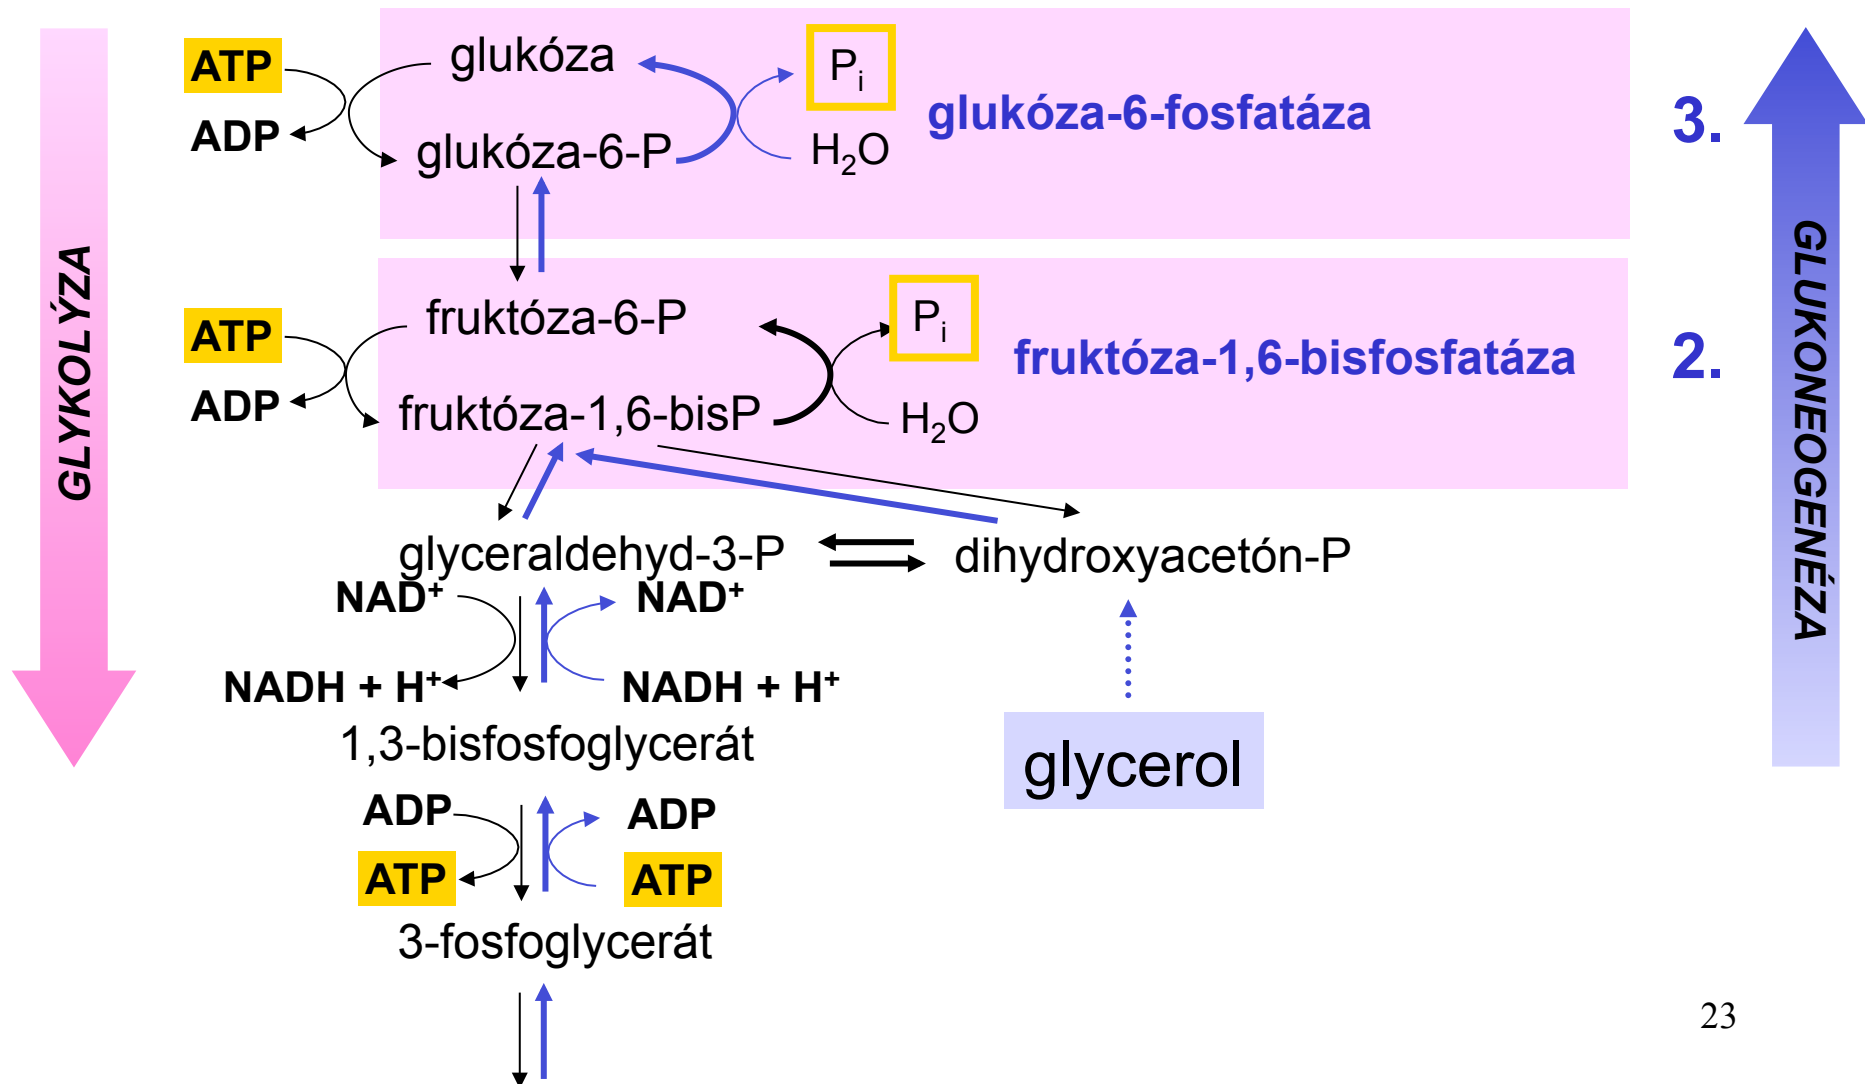 ATP
glukóza
Pi
glukóza-6-fosfatáza
3.
ADP
glukóza-6-P
H2O
GLYKOLÝZA
GLUKONEOGENÉZA
ATP
fruktóza-6-P
Pi
fruktóza-1,6-bisfosfatáza
2.
ADP
fruktóza-1,6-bisP
H2O
glyceraldehyd-3-P
dihydroxyacetón-P
NAD+
NAD+
NADH + H+
NADH + H+
1,3-bisfosfoglycerát
glycerol
ADP
ADP
ATP
ATP
3-fosfoglycerát
23